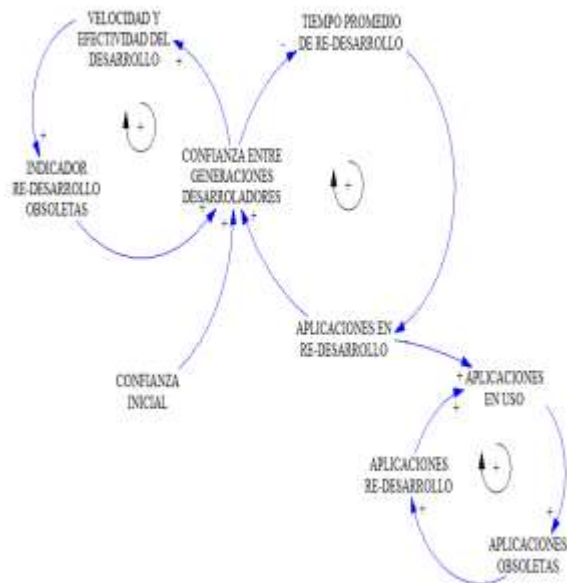 VELOCIDAD Y
EFECTIVIDAD DEL
DESARROLLO
+
-
TIEMPO PROMEDIO
DE RE-DESARROLLO
+
+
INDICADOR
RE-DESARROLLO
OBSOLETAS
CONFIANZA ENTRE
GENERACIONES
DESARROLLADORES
+
+
+
+
APLICACIONES EN
RE-DESARROLLO
CONFIANZA
INICIAL
+
APLICACIONES
EN USO
+
APLICACIONES
RE-DESARROLLO
+
+
+
APLICACIONES
OBSOLETAS